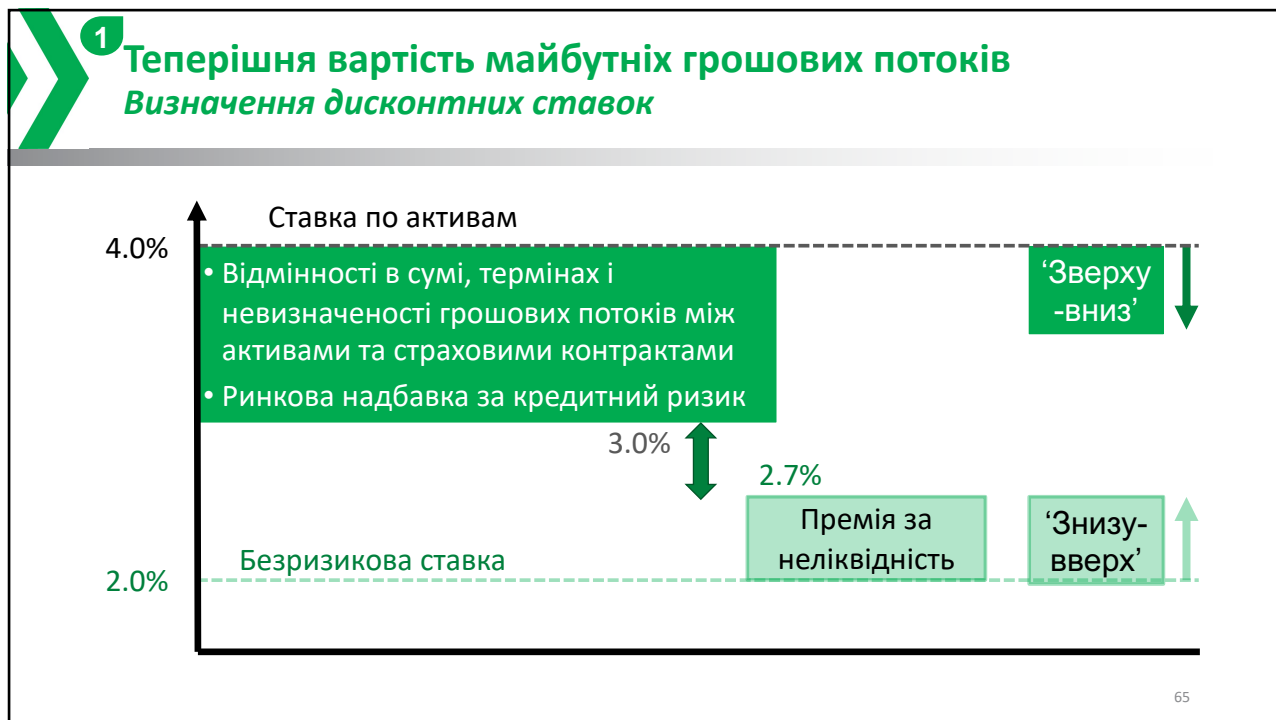 1
Теперішня вартість майбутніх грошових потоків
Визначення дисконтних ставок
Ставка по активам
4.0%
• Відмінності в сумі, термінах і
невизначеності грошових потоків між
активами та страховими контрактами
• Ринкова надбавка за кредитний ризик
‘Зверху
-вниз’
3.0%
2.7%
Премія за
неліквідність
‘Знизу-
вверх’
Безризикова ставка
2.0%
65